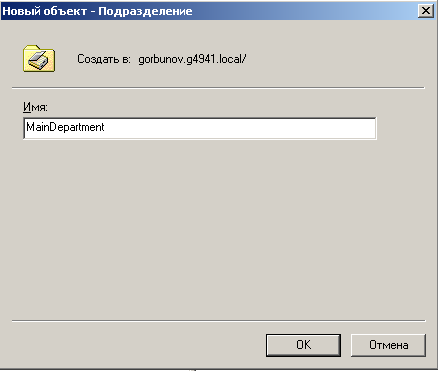 Новый объект - Подразделение
Создать в: gorbunov.g4941.local/
Имя:
MainDepartment
OK Отмена